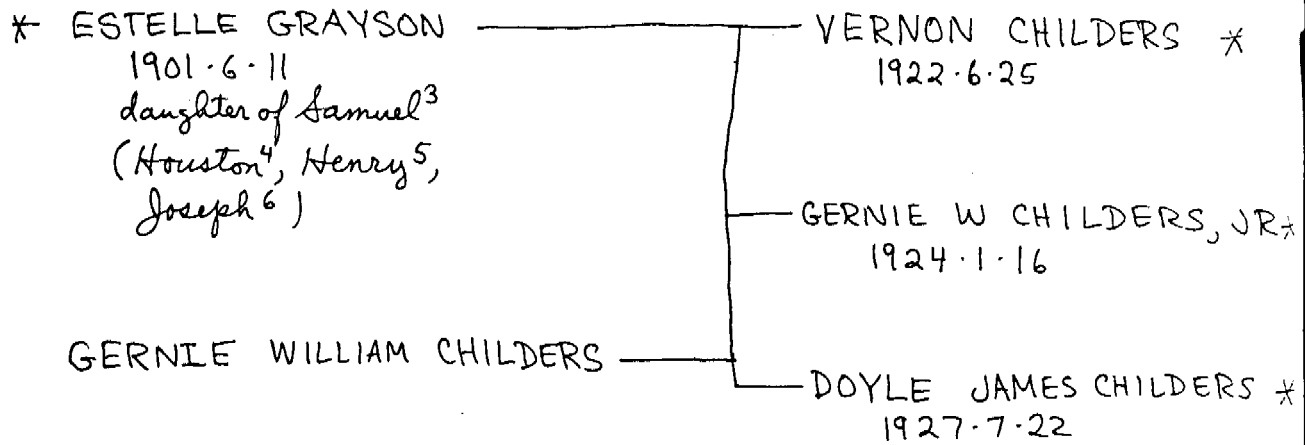 * ESTELLE GRAYSON
1901·6·11
daughter of Samuel³
(Houston⁴, Henry⁵,
Joseph⁶)
GERNIE WILLIAM CHILDERS
VERNON CHILDERS *
1922·6·25
GERNIE W CHILDERS, JR*
1924·1·16
DOYLE JAMES CHILDERS *
1927·7·22